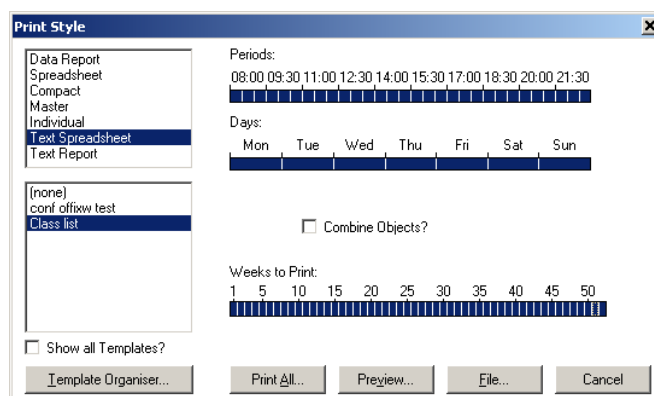 Print Style
Data Report
Spreadsheet
Compact
Master
Individual
Text Spreadsheet
Text Report
(none)
conf offixw test
Class list
Show all Templates?
Template Organiser...
Periods:
08:00 09:30 11:00 12:30 14:00 15:30 17:00 18:30 20:00 21:30
Days:
Mon Tue Wed Thu Fri Sat Sun
Combine Objects?
Weeks to Print:
1 5 10 15 20 25 30 35 40 45 50
Print All... Preview... File... Cancel